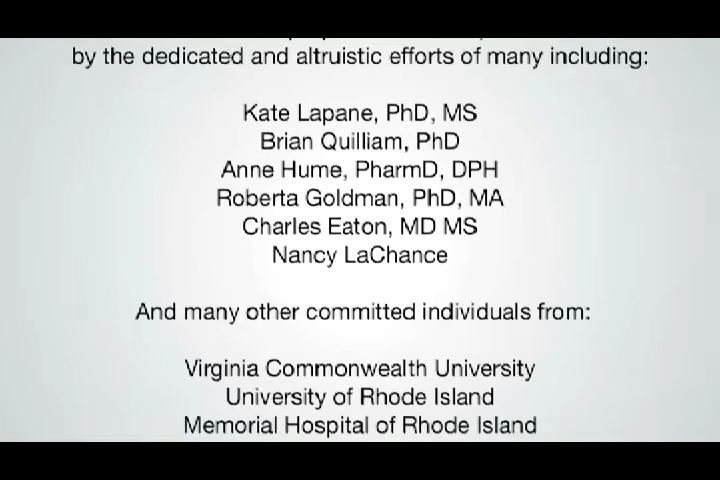 by the dedicated and altruistic efforts of many including:
Kate Lapane, PhD, MS
Brian Quilliam, PhD
Anne Hume, PharmD, DPH
Roberta Goldman, PhD, MA
Charles Eaton, MD MS
Nancy LaChance
And many other committed individuals from:
Virginia Commonwealth University
University of Rhode Island
Memorial Hospital of Rhode Island